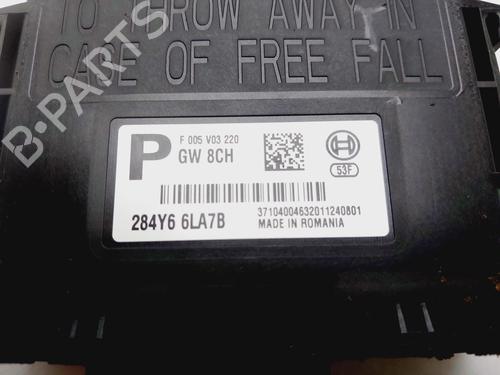 TO THROW AWAY IN
CASE OF FREE FALL
B-PARTS
P
F 005 V03 220
GW 8CH
53F
284Y6 6LA7B
37104004632011240801
MADE IN ROMANIA